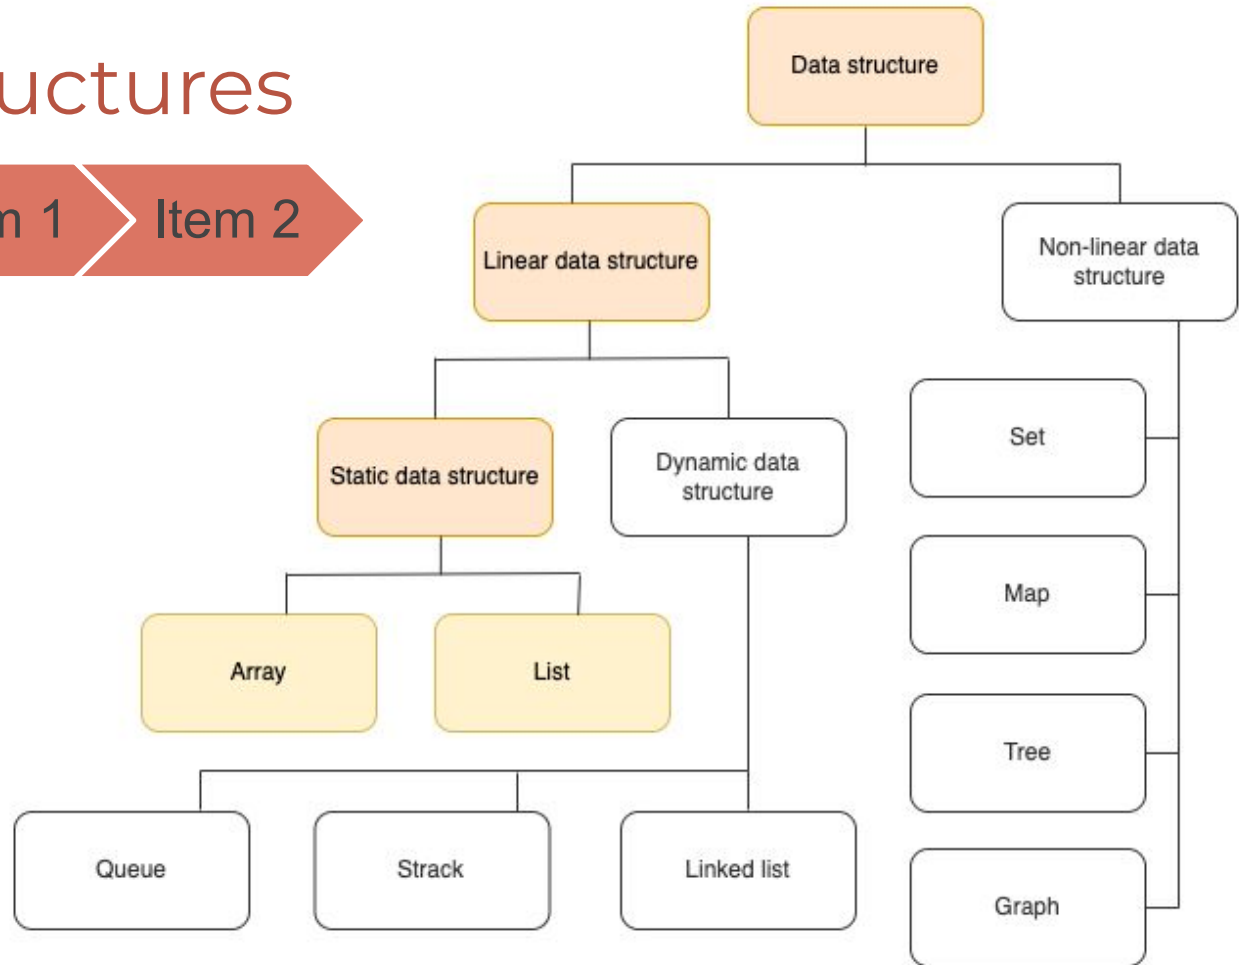 uctures
m 1
Item 2
Data structure
Linear data structure
Non-linear data
structure
Static data structure
Dynamic data
structure
Set
Map
Array
List
Tree
Queue
Strack
Linked list
Graph